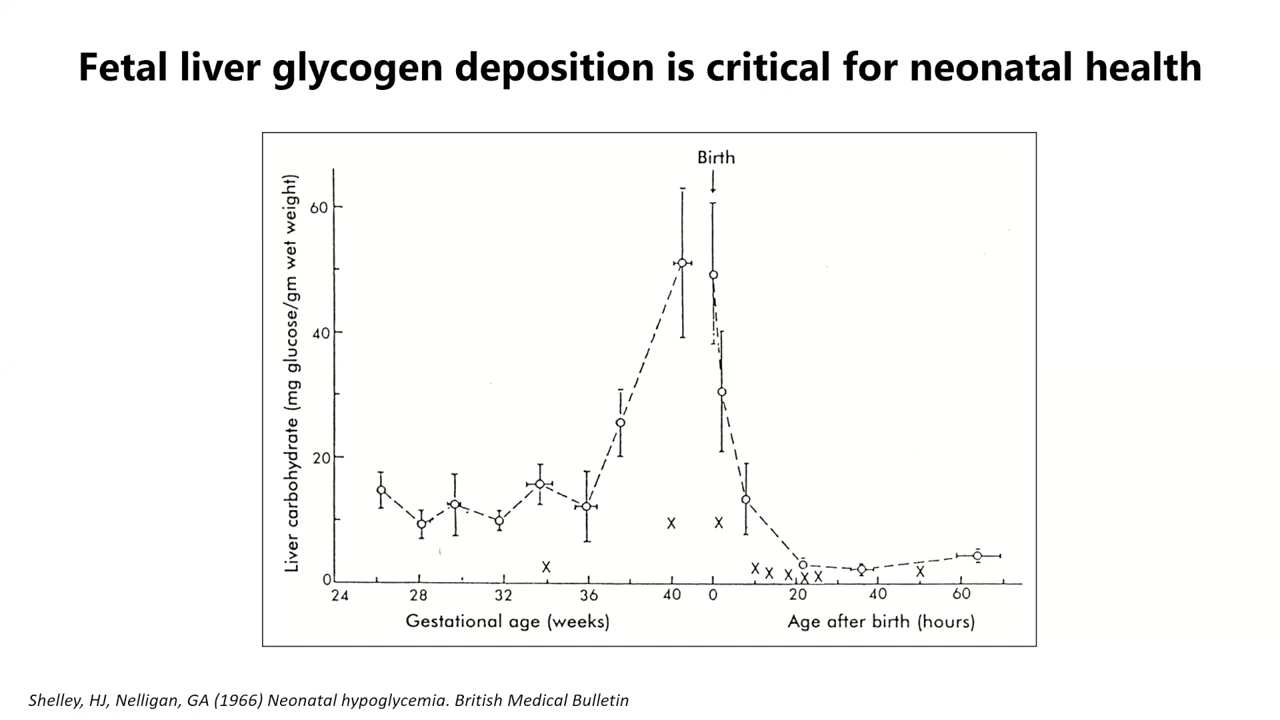 Fetal liver glycogen deposition is critical for neonatal health
Birth
Liver carbohydrate (mg glucose/gm wet weight)
60
40
20
0
24 28 32 36 40 0 20 40 60
Gestational age (weeks) Age after birth (hours)
Shelley, HJ, Nelligan, GA (1966) Neonatal hypoglycemia. British Medical Bulletin